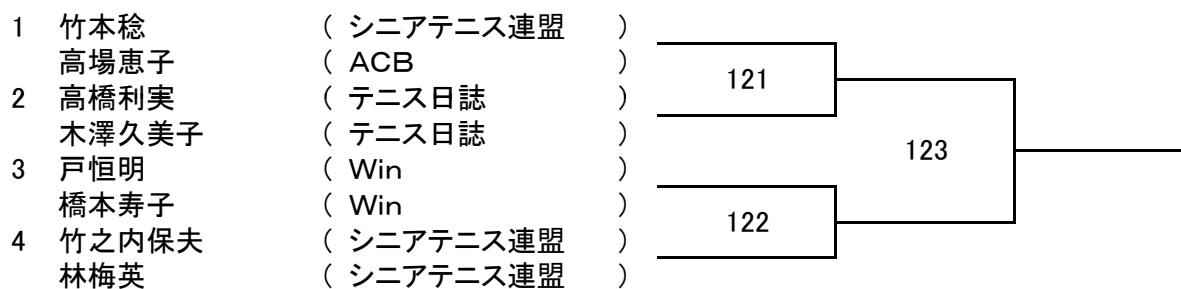 1 竹本稔 ( シニアテニス連盟 )
高場恵子 ( ACB )
121
2 高橋利実 ( テニス日誌 )
木澤久美子 ( テニス日誌 )
123
3 戸恒明 ( Win )
橋本寿子 ( Win )
122
4 竹之内保夫 ( シニアテニス連盟 )
林梅英 ( シニアテニス連盟 )